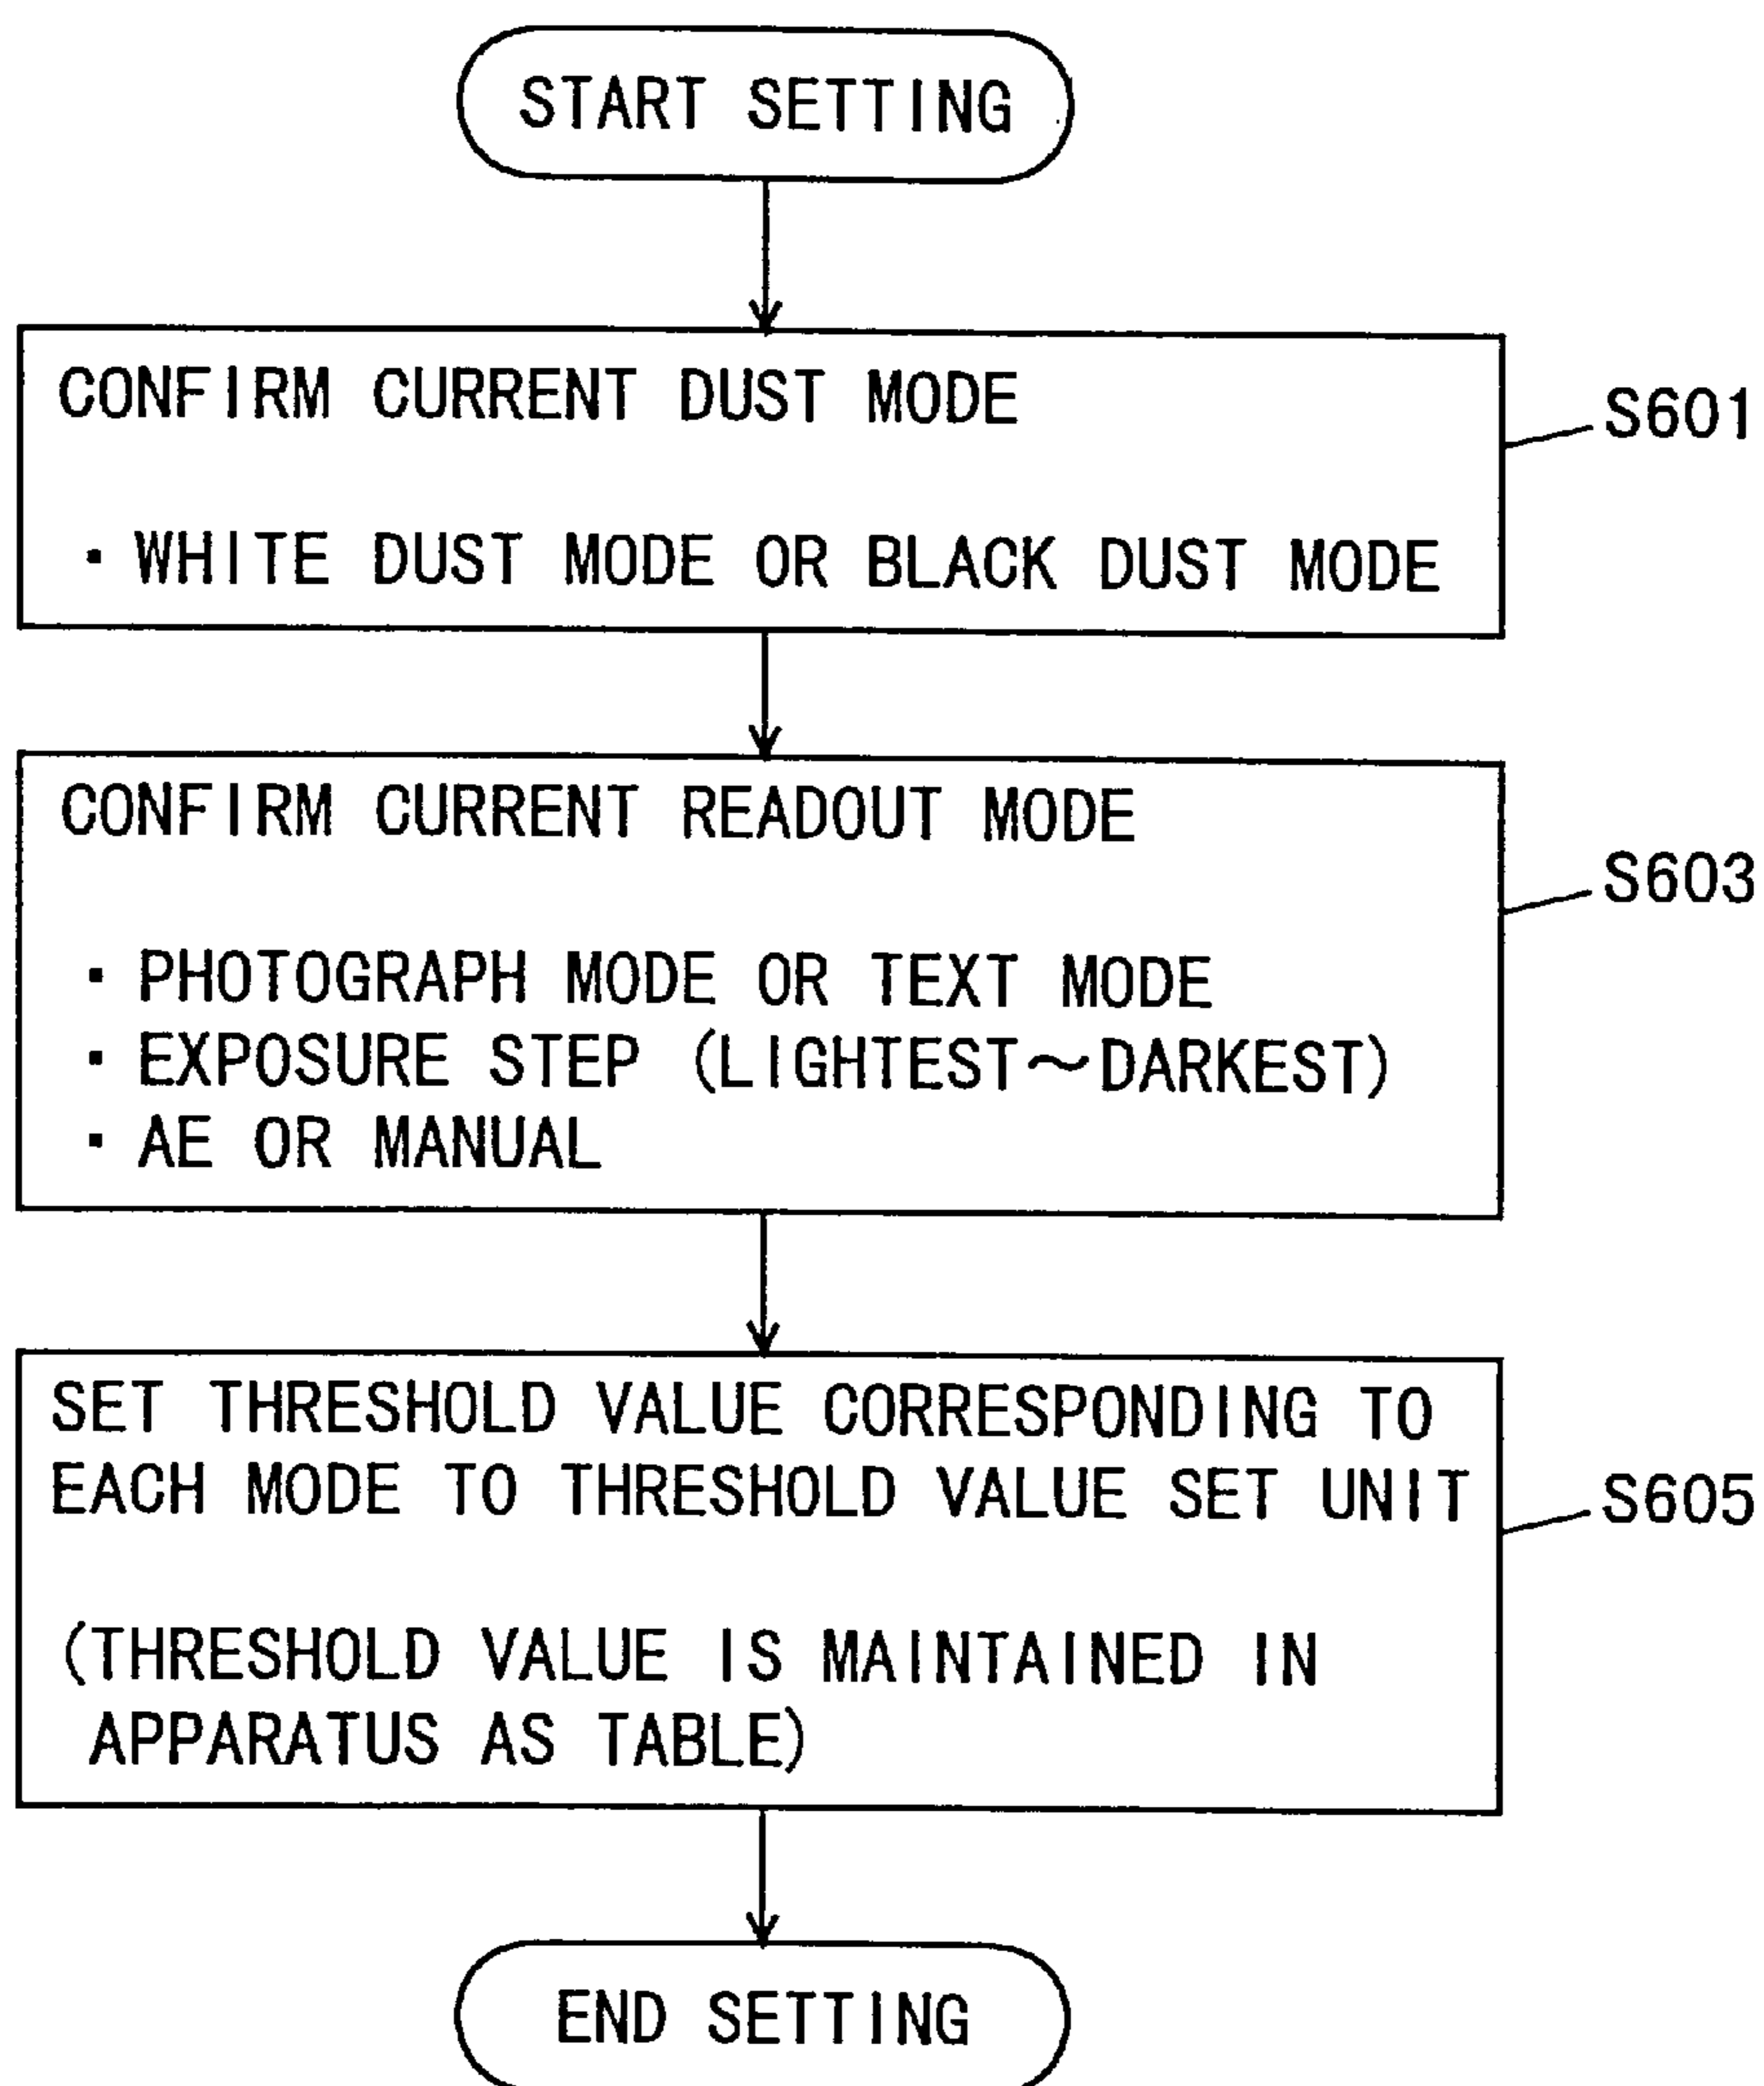 START SETTING
CONFIRM CURRENT DUST MODE
S601
・WHITE DUST MODE OR BLACK DUST MODE
CONFIRM CURRENT READOUT MODE
S603
・PHOTOGRAPH MODE OR TEXT MODE
・EXPOSURE STEP (LIGHTEST～DARKEST)
・AE OR MANUAL
SET THRESHOLD VALUE CORRESPONDING TO
EACH MODE TO THRESHOLD VALUE SET UNIT
S605
(THRESHOLD VALUE IS MAINTAINED IN
APPARATUS AS TABLE)
END SETTING